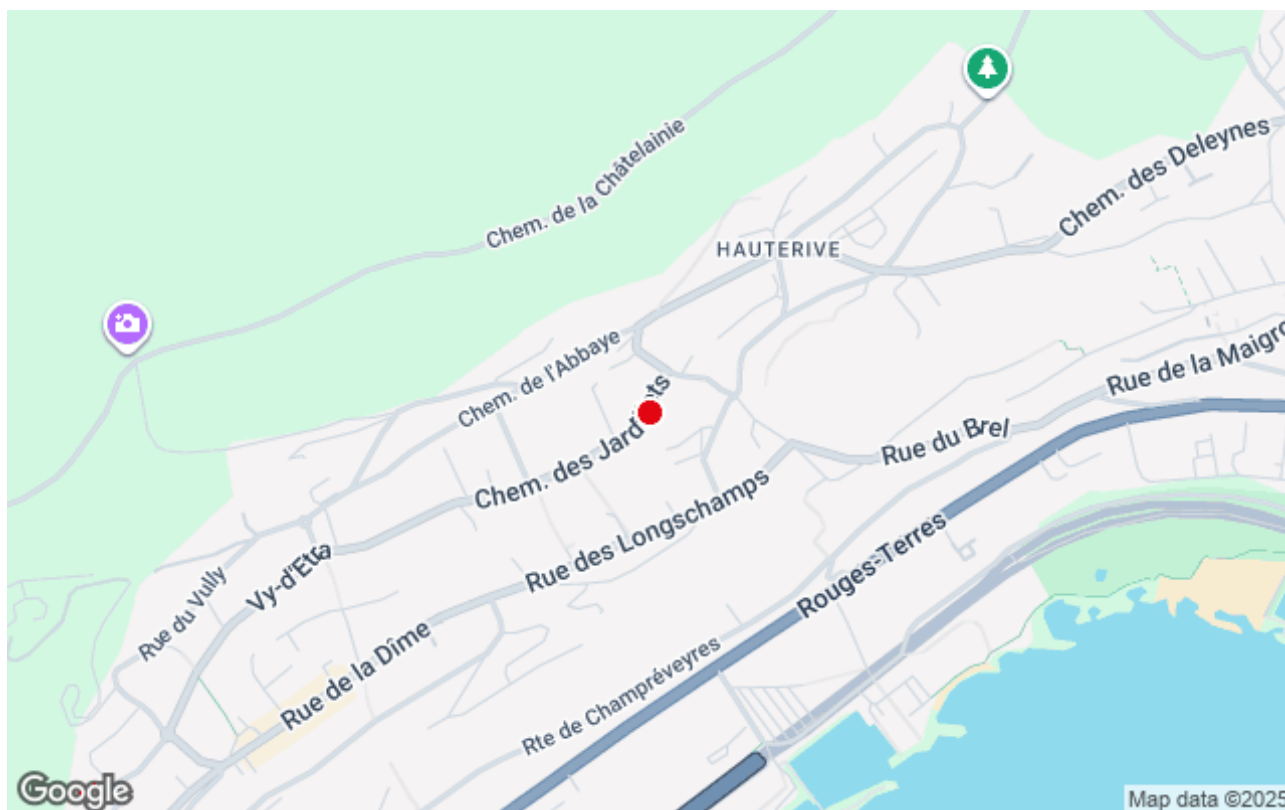 Chem. de la Châtelainie
Chem. des Deleynes
HAUTERIVE
Chem. de l'Abbaye
Rue de la Maigro
Chem. des Jard ets
Rue du Brel
Rue des Longschamps
Rouges-Terres
Vy-d'Etra
Rue du Vully
Rue de la Dîme
Rte de Champréveyres
Google
Map data ©2025